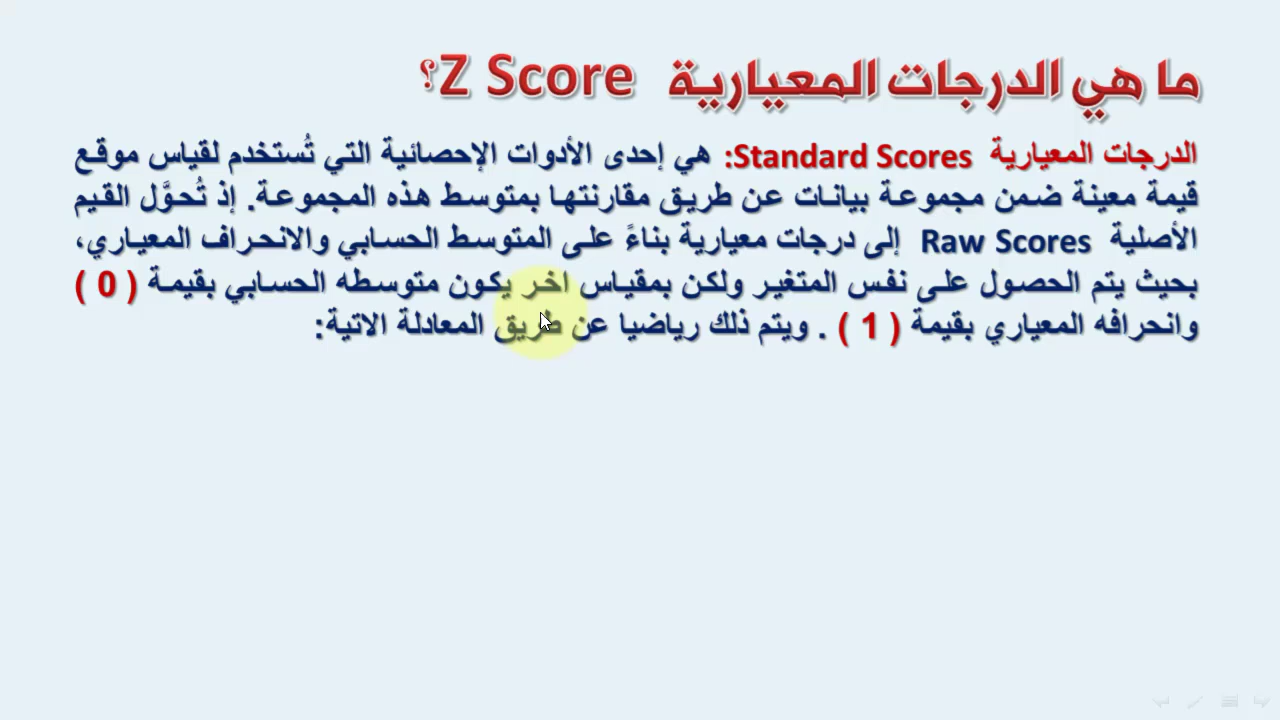 ما هي الدرجات المعيارية Z Score؟
الدرجات المعيارية Standard Scores: هي إحدى الأدوات الإحصائية التي تُستخدم لقياس موقع
قيمة معينة ضمن مجموعة بيانات عن طريق مقارنتها بمتوسط هذه المجموعة. إذ تُحوَّل القيم
الأصلية Raw Scores إلى درجات معيارية بناءً على المتوسط الحسابي والانحراف المعياري،
بحيث يتم الحصول على نفس المتغير ولكن بمقياس اخر يكون متوسطه الحسابي بقيمة ( 0 )
وانحرافه المعياري بقيمة ( 1 ) . ويتم ذلك رياضيا عن طريق المعادلة الاتية: